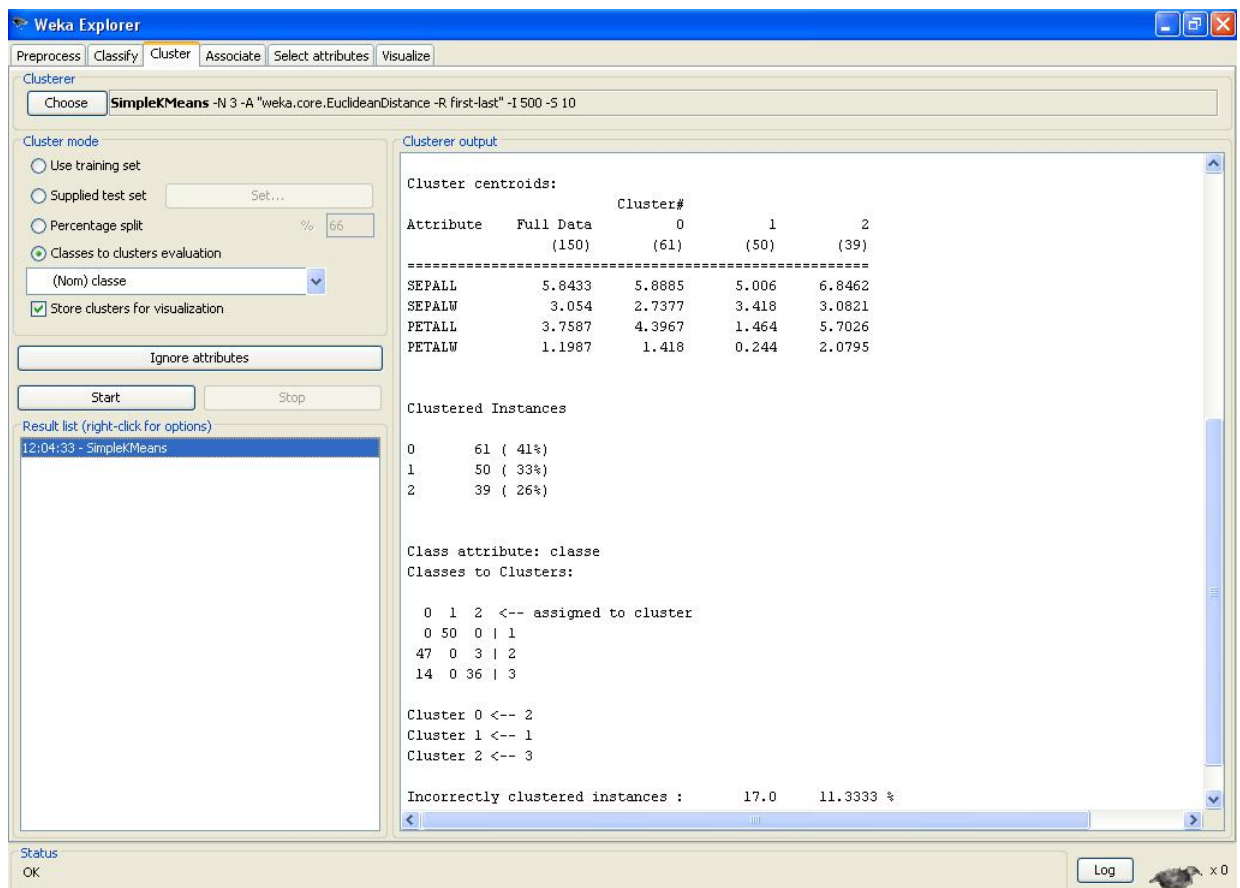 Weka Explorer
Preprocess Classify Cluster Associate Select attributes Visualize
Clusterer
Choose SimpleKMeans -N 3 -A "weka.core.EuclideanDistance -R first-last" -I 500 -S 10
Cluster mode
Use training set
Supplied test set Set...
Percentage split % 66
Classes to clusters evaluation
(Nom) classe
Store clusters for visualization
Ignore attributes
Start Stop
Result list (right-click for options)
12:04:33 - SimpleKMeans
Clusterer output
Cluster centroids:
Cluster#
Attribute Full Data 0 1 2
(150) (61) (50) (39)
=======================================================
SEPALL 5.8433 5.8885 5.006 6.8462
SEPALW 3.054 2.7377 3.418 3.0821
PETALL 3.7587 4.3967 1.464 5.7026
PETALW 1.1987 1.418 0.244 2.0795
Clustered Instances
0 61 ( 41%)
1 50 ( 33%)
2 39 ( 26%)
Class attribute: classe
Classes to Clusters:
0 1 2 <-- assigned to cluster
0 50 0 | 1
47 0 3 | 2
14 0 36 | 3
Cluster 0 <-- 2
Cluster 1 <-- 1
Cluster 2 <-- 3
Incorrectly clustered instances : 17.0 11.3333 %
Status
OK
Log x 0